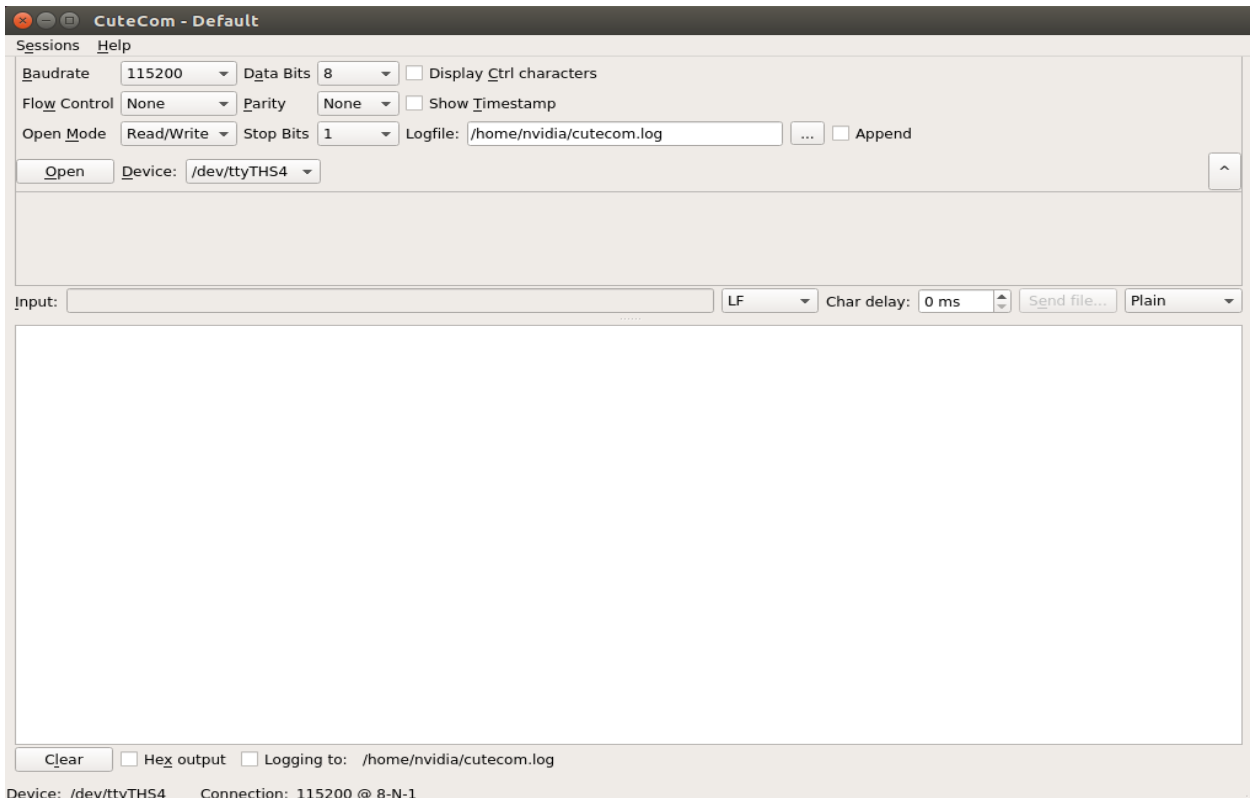 CuteCom - Default
Sessions Help
Baudrate 115200 Data Bits 8 Display Ctrl characters
Flow Control None Parity None Show Timestamp
Open Mode Read/Write Stop Bits 1 Logfile: /home/nvidia/cutecom.log ... Append
Open Device: /dev/ttyTHS4 ^
Input: LF Char delay: 0 ms Send file... Plain
Clear Hex output Logging to: /home/nvidia/cutecom.log
Device: /dev/ttyTHS4 Connection: 115200 @ 8-N-1